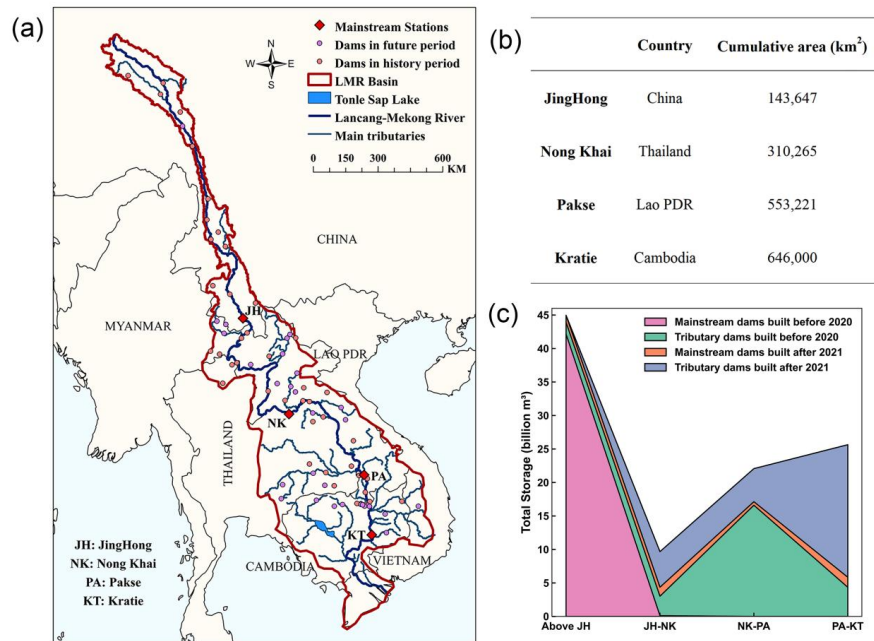 (a)
N
W E
S
Mainstream Stations
Dams in future period
Dams in history period
LMR Basin
Tonle Sap Lake
Lancang-Mekong River
Main tributaries
0 150 300 600
KM
CHINA
MYANMAR
JH
LAO PDR
NK
THAILAND
PA
KT
CAMBODIA
VIETNAM
JH: JingHong
NK: Nong Khai
PA: Pakse
KT: Kratie
(b)
Country Cumulative area (km²)
JingHong China 143,647
Nong Khai Thailand 310,265
Pakse Lao PDR 553,221
Kratie Cambodia 646,000
(c)
Mainstream dams built before 2020
Tributary dams built before 2020
Mainstream dams built after 2021
Tributary dams built after 2021
Total Storage (billion m³)
45
40
35
30
25
20
15
10
5
0
Above JH JH-NK NK-PA PA-KT